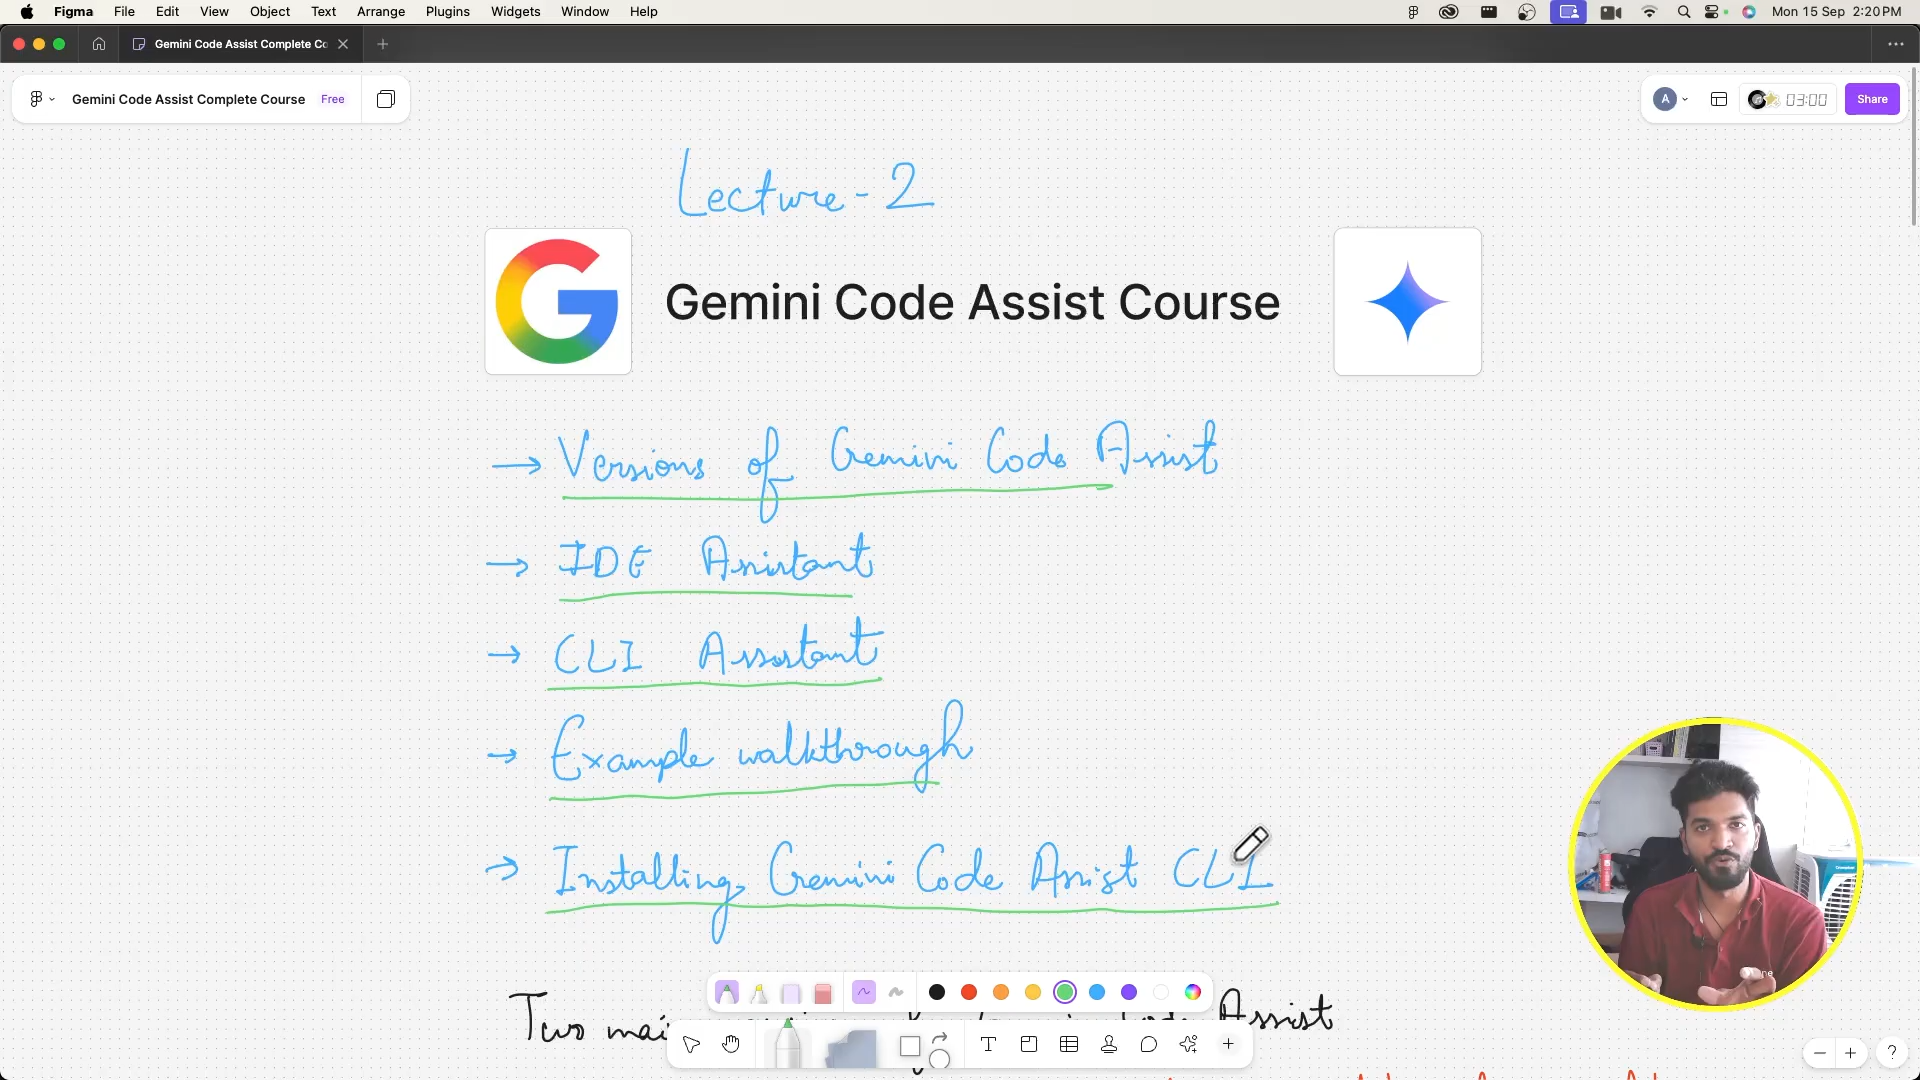 Figma File Edit View Object Text Arrange Plugins Widgets Window Help Mon 15 Sep 2:20 PM
Gemini Code Assist Complete Co
Gemini Code Assist Complete Course Free
A 03:00 Share
Lecture-2
Gemini Code Assist Course
→ Versions of Gemini Code Assist
→ IDE Assistant
→ CLI Assistant
→ Example walkthrough
→ Installing Gemini Code Assist CLI
Two mai Assist